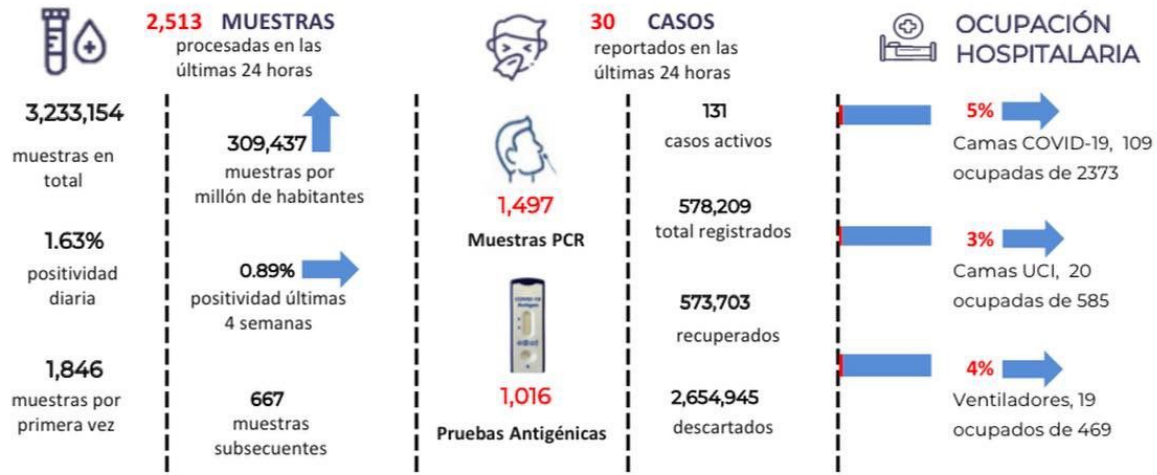 2,513 MUESTRAS
procesadas en las
últimas 24 horas
3,233,154
muestras en
total
1.63%
positividad
diaria
1,846
muestras por
primera vez
309,437
muestras por
millón de habitantes
0.89%
positividad últimas
4 semanas
667
muestras
subsecuentes
30 CASOS
reportados en las
últimas 24 horas
1,497
Muestras PCR
COVID-19
Antigen
1,016
Pruebas Antigénicas
131
casos activos
578,209
total registrados
573,703
recuperados
2,654,945
descartados
OCUPACIÓN
HOSPITALARIA
5%
Camas COVID-19, 109
ocupadas de 2373
3%
Camas UCI, 20
ocupadas de 585
4%
Ventiladores, 19
ocupados de 469